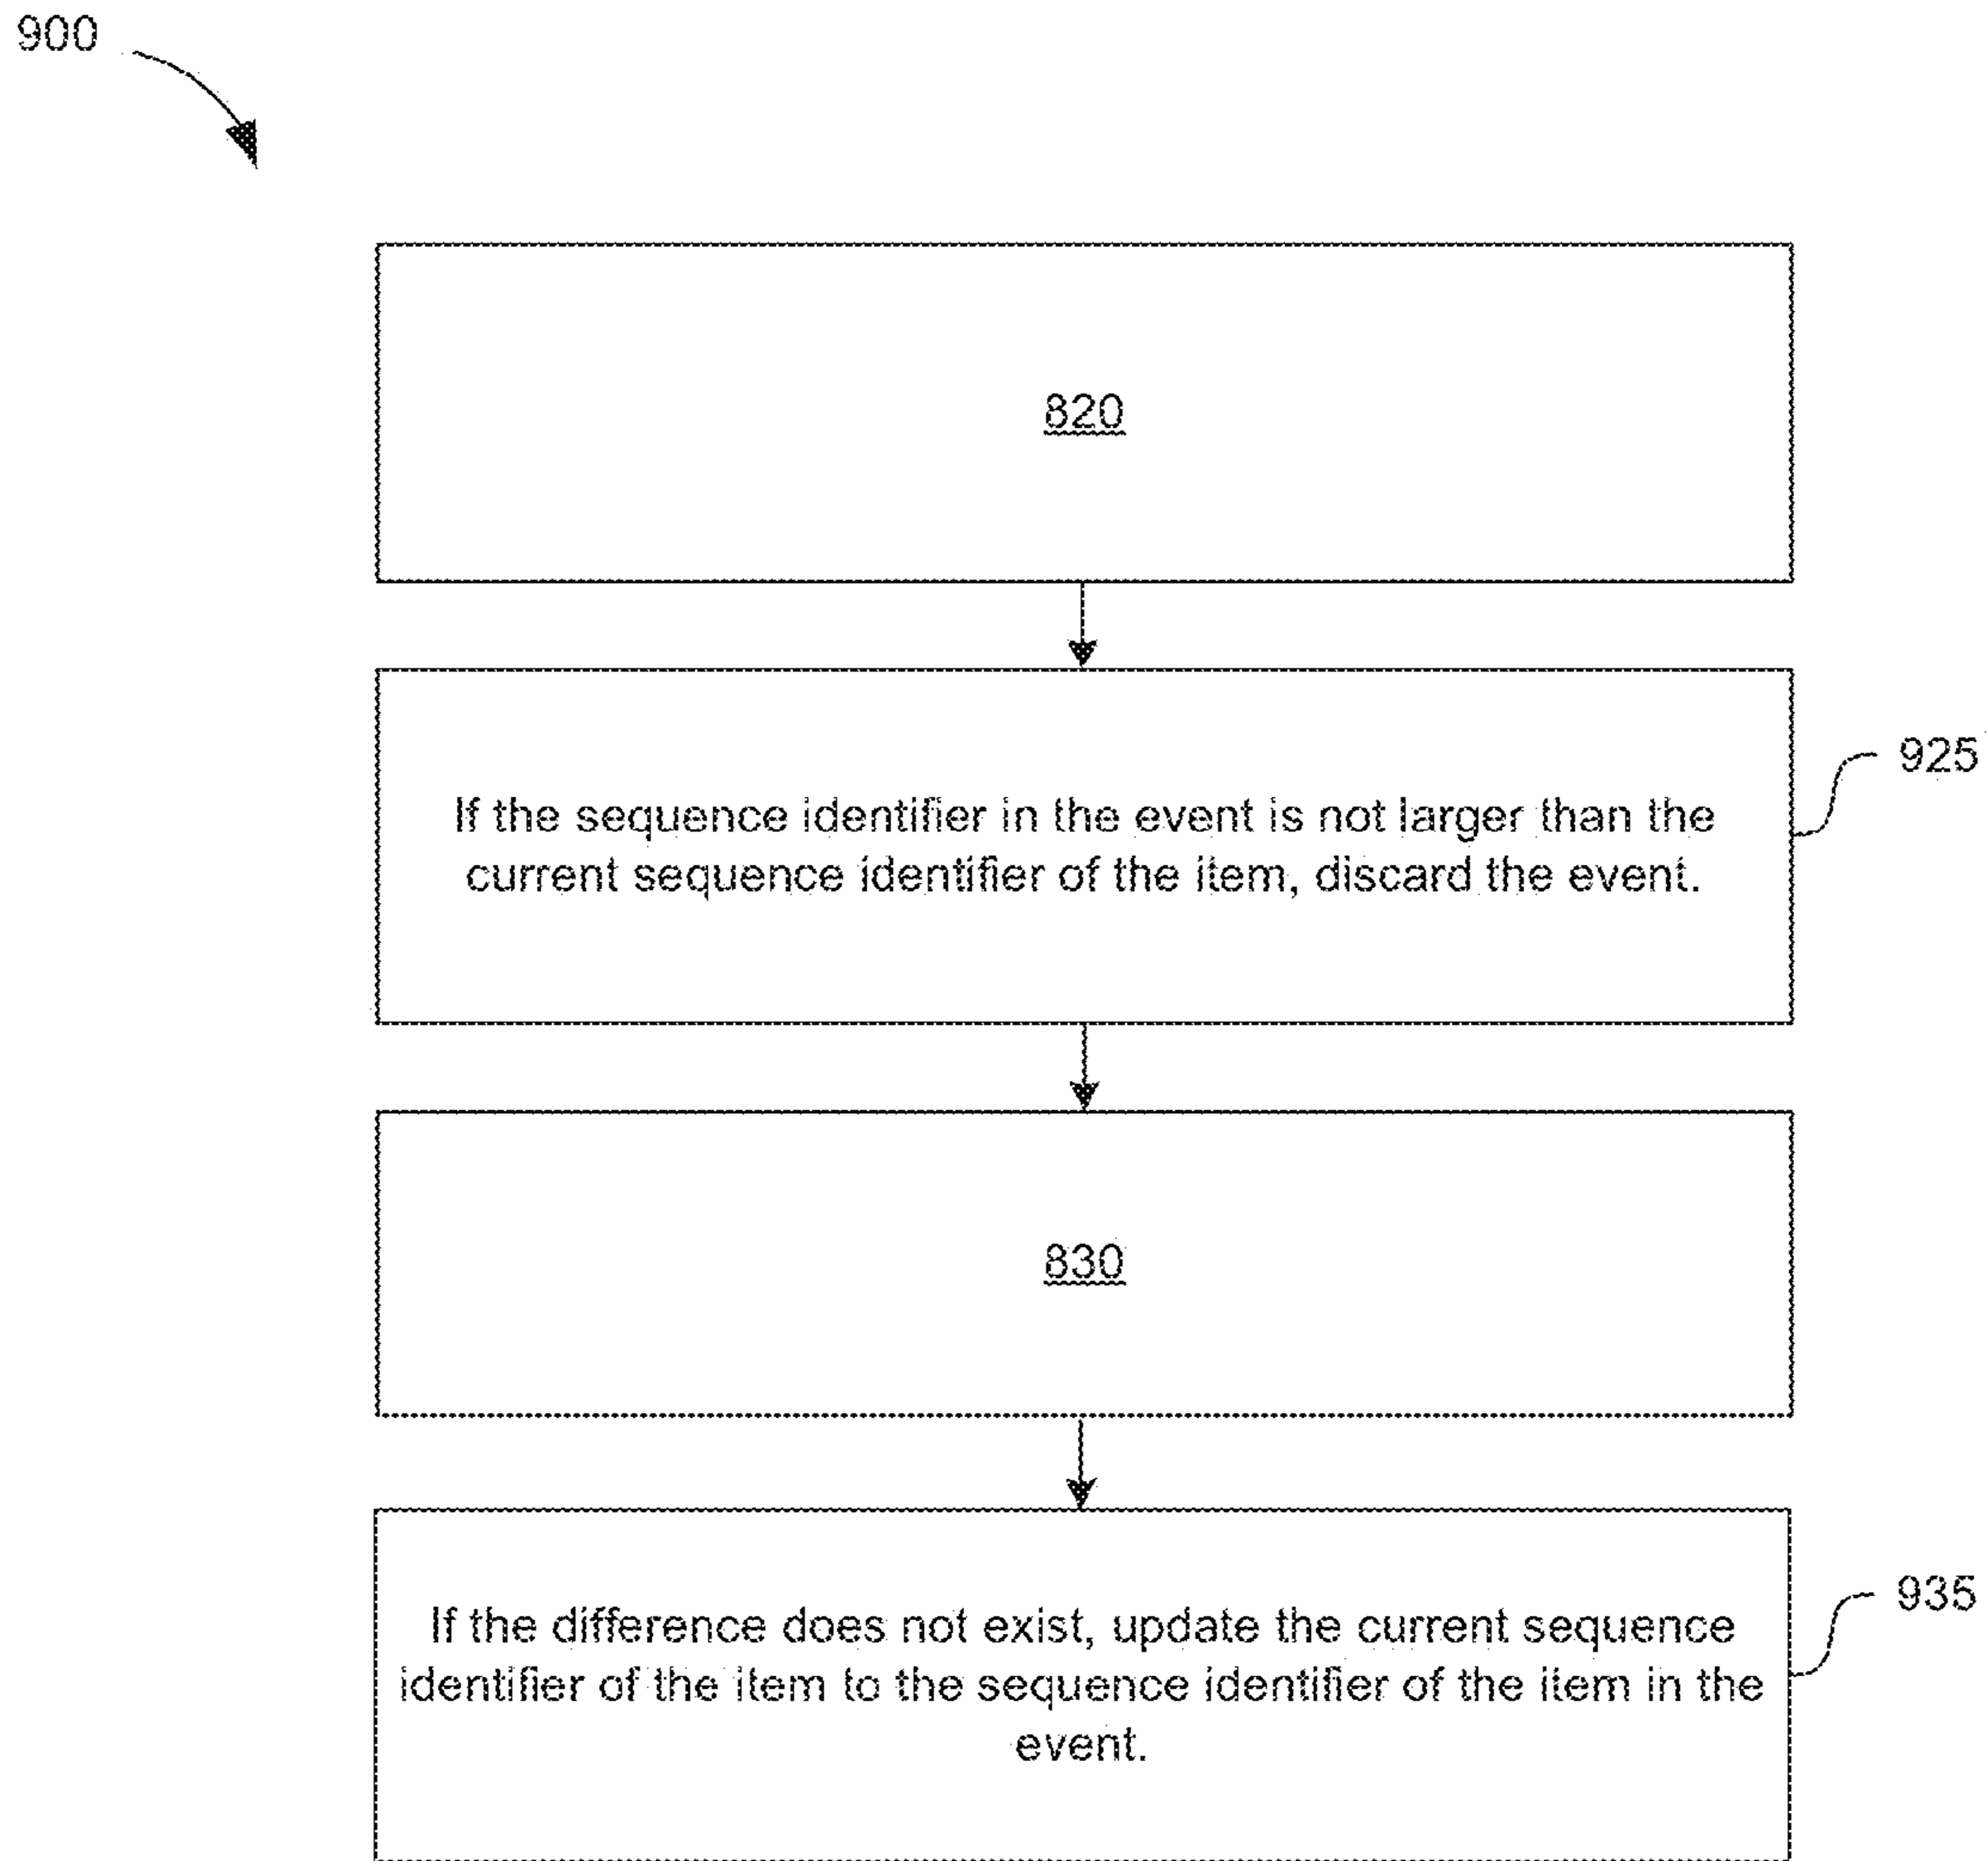 900
820
If the sequence identifier in the event is not larger than the
current sequence identifier of the item, discard the event.
925
830
If the difference does not exist, update the current sequence
identifier of the item to the sequence identifier of the item in the
event.
935